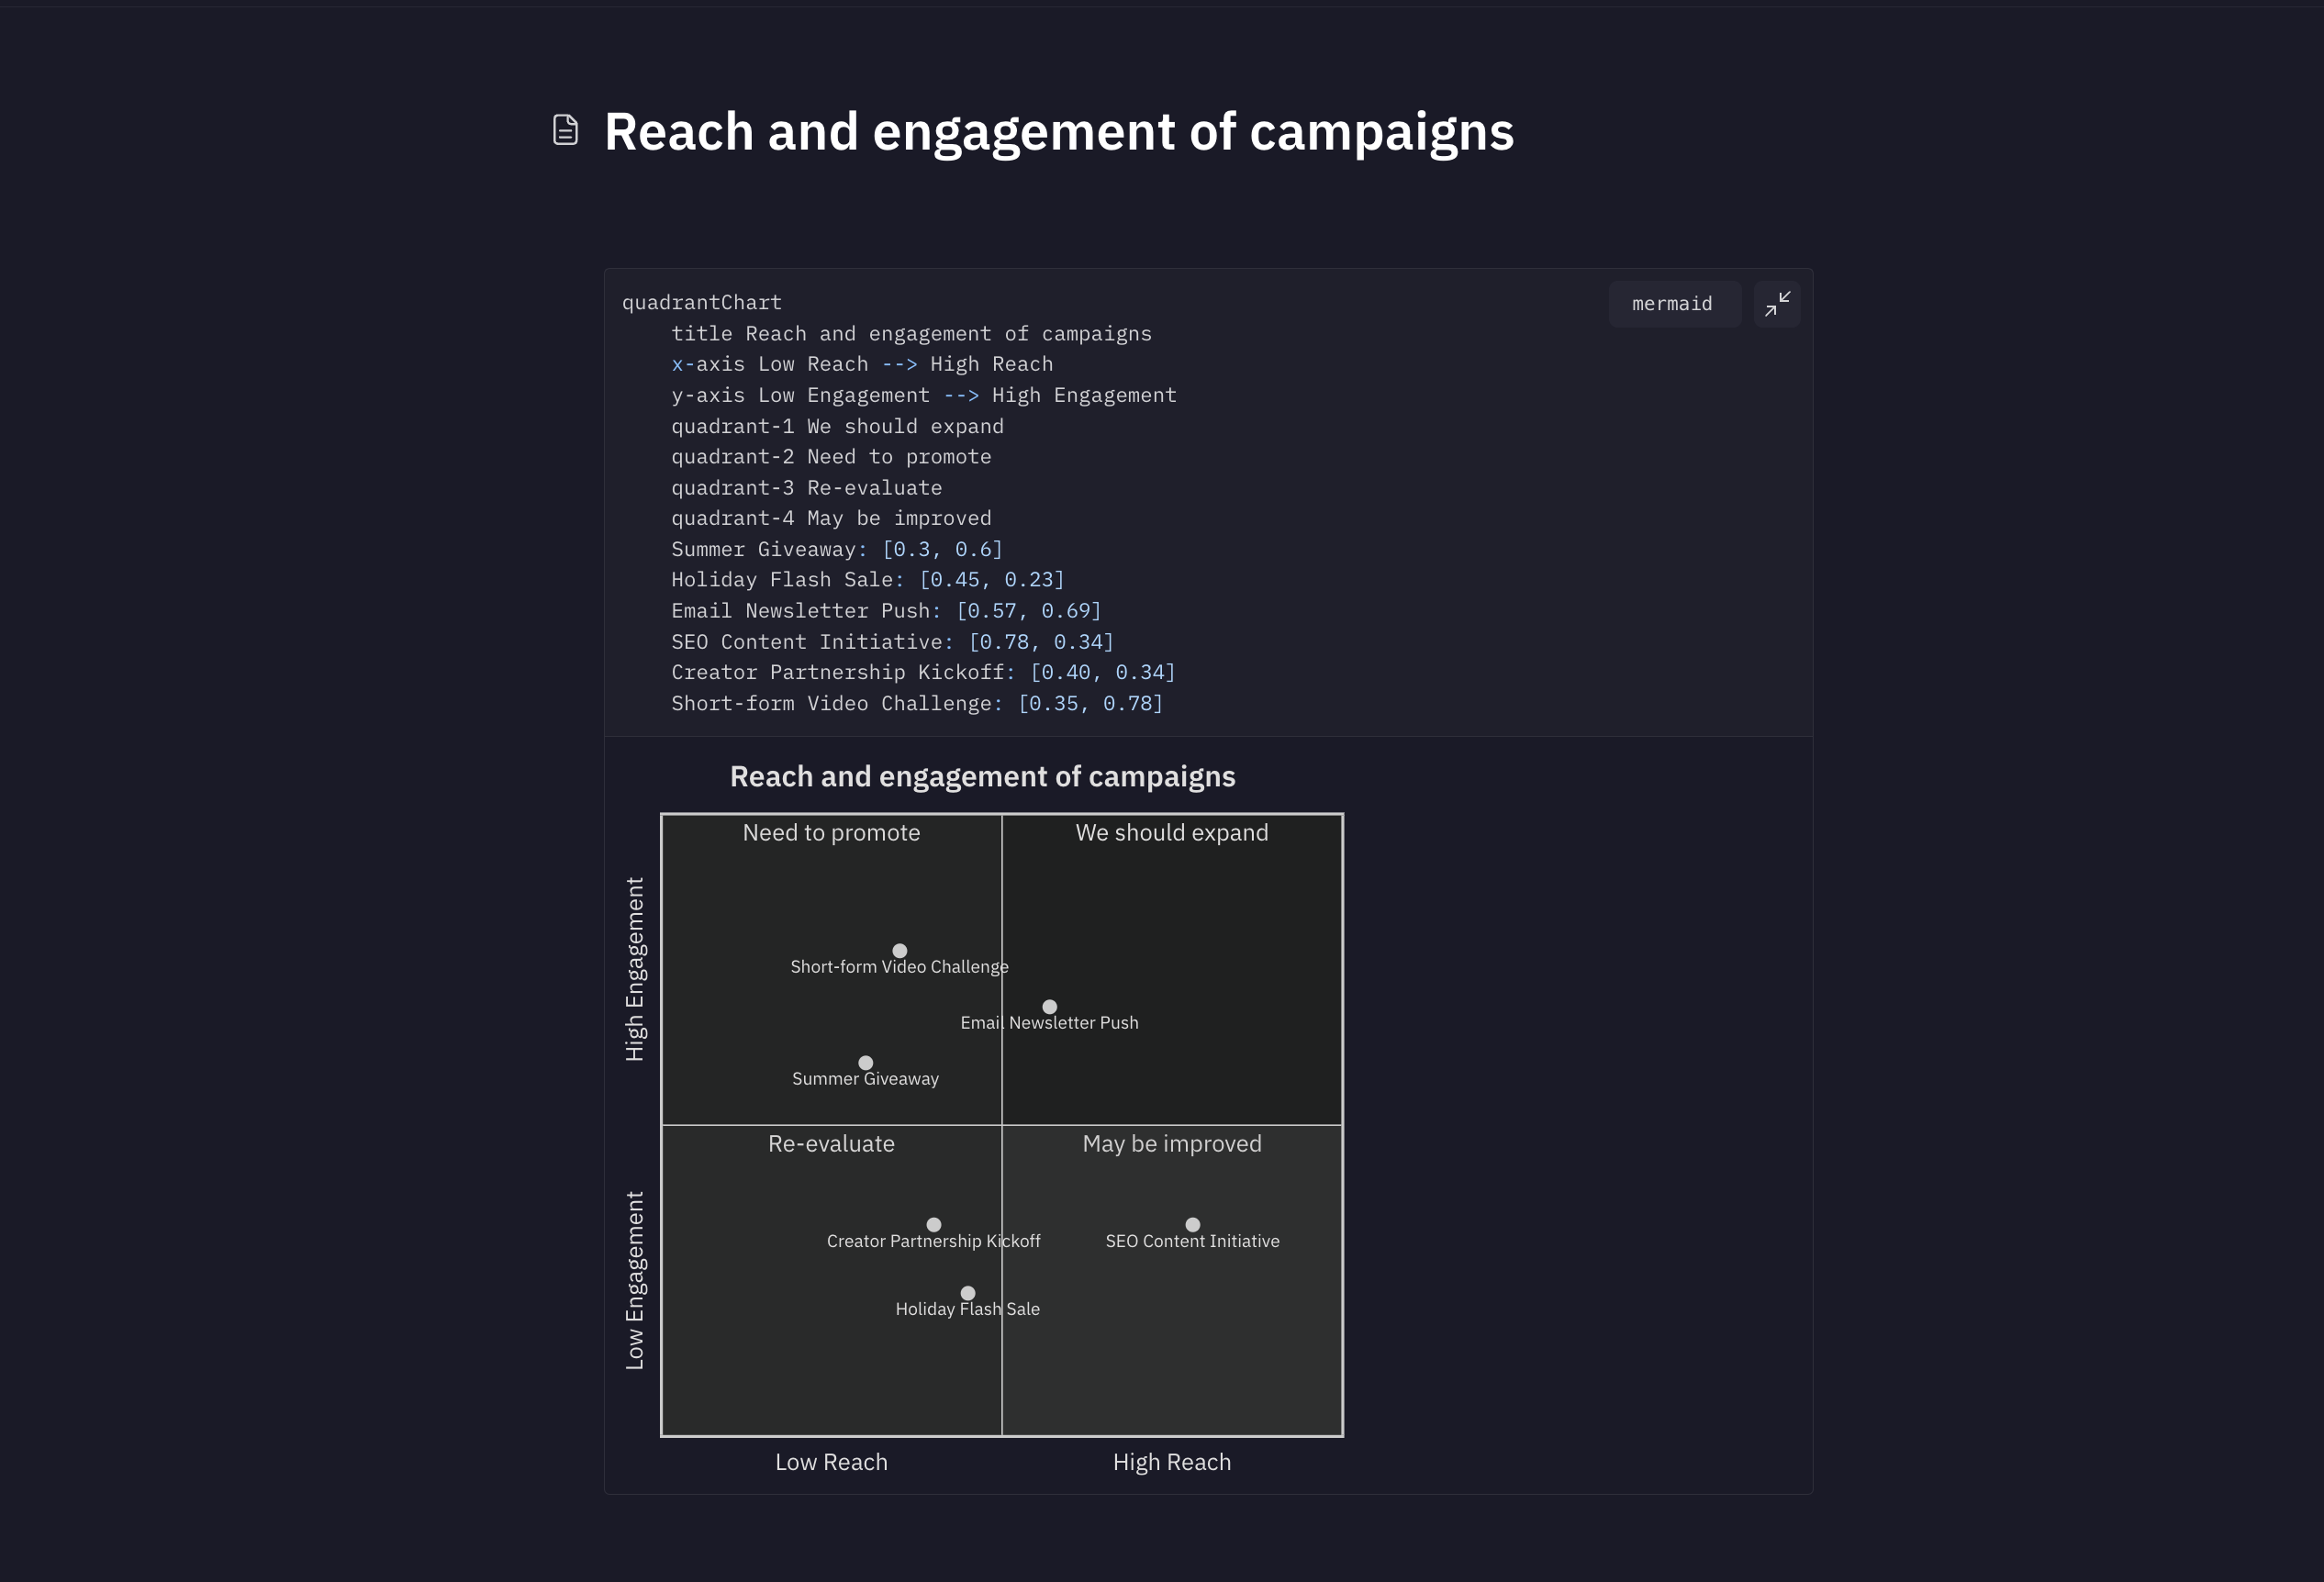 Reach and engagement of campaigns
mermaid
quadrantChart
title Reach and engagement of campaigns
x-axis Low Reach --> High Reach
y-axis Low Engagement --> High Engagement
quadrant-1 We should expand
quadrant-2 Need to promote
quadrant-3 Re-evaluate
quadrant-4 May be improved
Summer Giveaway: [0.3, 0.6]
Holiday Flash Sale: [0.45, 0.23]
Email Newsletter Push: [0.57, 0.69]
SEO Content Initiative: [0.78, 0.34]
Creator Partnership Kickoff: [0.40, 0.34]
Short-form Video Challenge: [0.35, 0.78]
Reach and engagement of campaigns
Need to promote
We should expand
High Engagement
Short-form Video Challenge
Email Newsletter Push
Summer Giveaway
Re-evaluate
May be improved
Low Engagement
Creator Partnership Kickoff
SEO Content Initiative
Holiday Flash Sale
Low Reach
High Reach